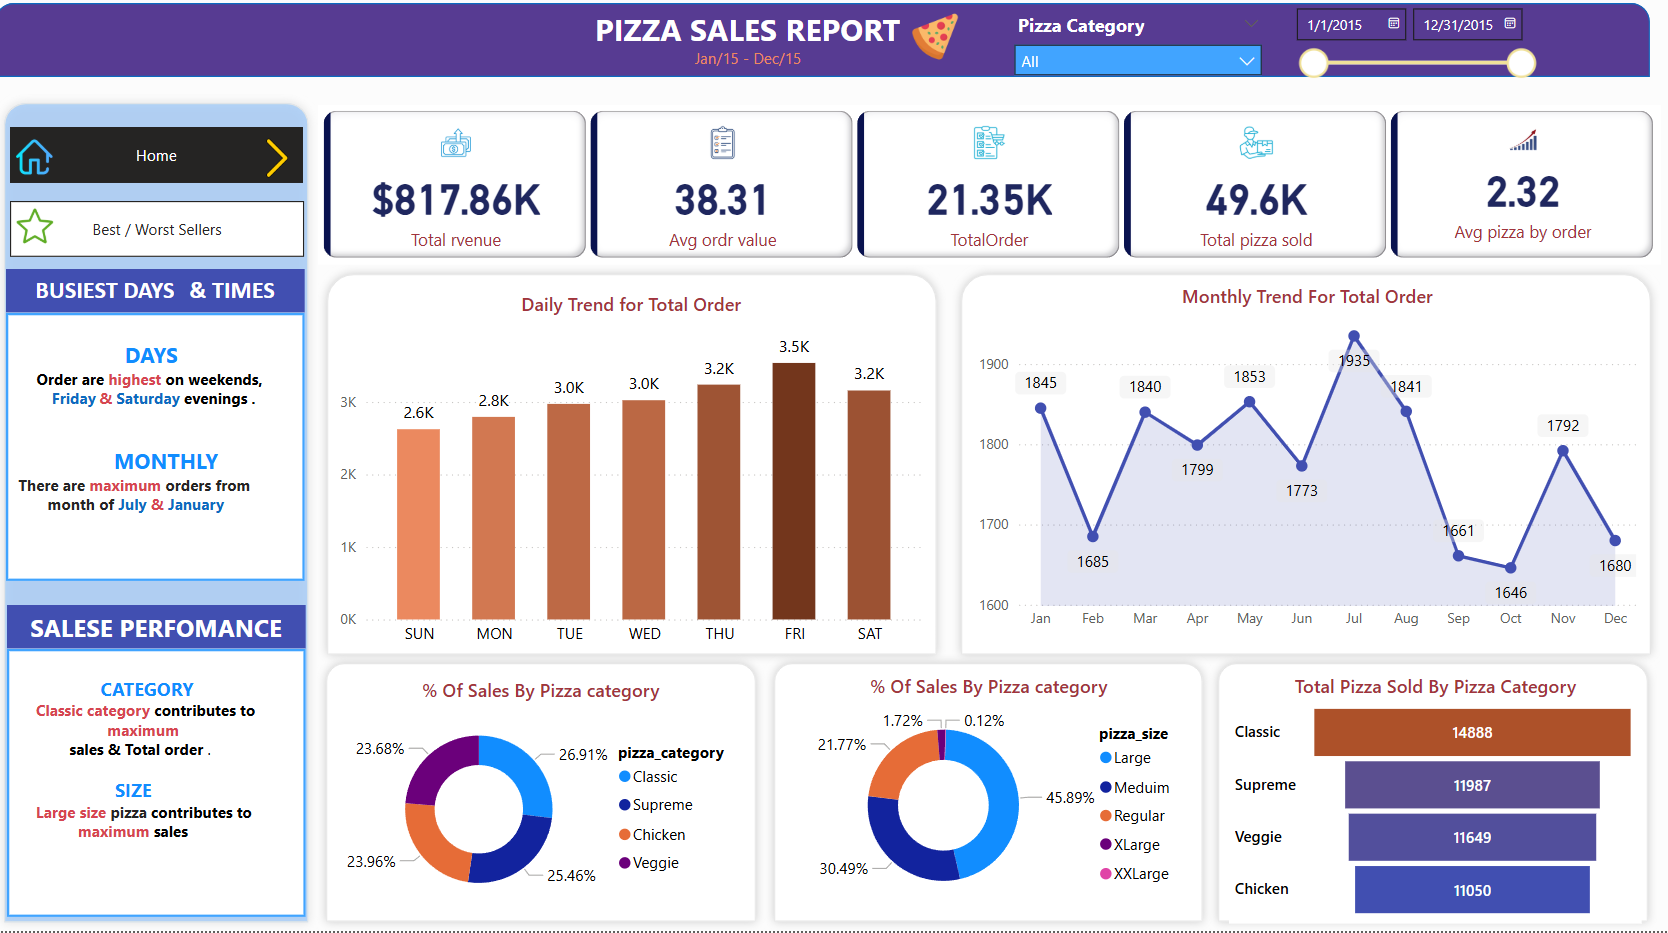 PIZZA SALES REPORT
Jan/15 - Dec/15
Pizza Category
All
1/1/2015
12/31/2015
Home
Best / Worst Sellers
BUSIEST DAYS & TIMES
DAYS
Order are highest on weekends,
Friday & Saturday evenings .
MONTHLY
There are maximum orders from
month of July & January
SALESE PERFOMANCE
CATEGORY
Classic category contributes to
maximum
sales & Total order .
SIZE
Large size pizza contributes to
maximum sales
$817.86K
Total rvenue
38.31
Avg ordr value
21.35K
TotalOrder
49.6K
Total pizza sold
2.32
Avg pizza by order
Daily Trend for Total Order
3K
2K
1K
0K
2.6K
2.8K
3.0K
3.0K
3.2K
3.5K
3.2K
SUN
MON
TUE
WED
THU
FRI
SAT
Monthly Trend For Total Order
1900
1800
1700
1600
1845
1685
1840
1799
1853
1773
1935
1841
1661
1646
1792
1680
Jan
Feb
Mar
Apr
May
Jun
Jul
Aug
Sep
Oct
Nov
Dec
% Of Sales By Pizza category
23.68%
26.91%
23.96%
25.46%
pizza_category
Classic
Supreme
Chicken
Veggie
% Of Sales By Pizza category
1.72%
0.12%
21.77%
45.89%
30.49%
pizza_size
Large
Meduim
Regular
XLarge
XXLarge
Total Pizza Sold By Pizza Category
Classic 14888
Supreme 11987
Veggie 11649
Chicken 11050